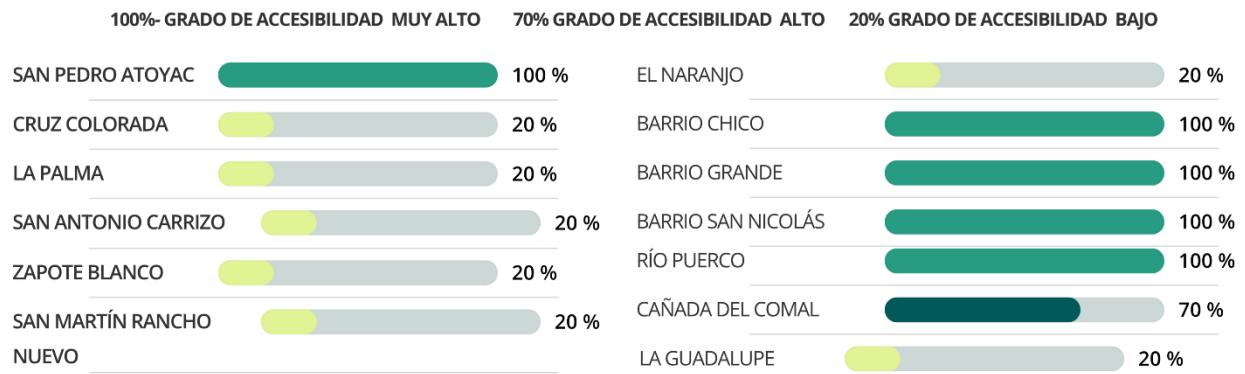 100%- GRADO DE ACCESIBILIDAD  MUY ALTO 70% GRADO DE ACCESIBILIDAD  ALTO 20% GRADO DE ACCESIBILIDAD  BAJO
SAN PEDRO ATOYAC 100 %
CRUZ COLORADA 20 %
LA PALMA 20 %
SAN ANTONIO CARRIZO 20 %
ZAPOTE BLANCO 20 %
SAN MARTÍN RANCHO 20 %
NUEVO
EL NARANJO 20 %
BARRIO CHICO 100 %
BARRIO GRANDE 100 %
BARRIO SAN NICOLÁS 100 %
RÍO PUERCO 100 %
CAÑADA DEL COMAL 70 %
LA GUADALUPE 20 %